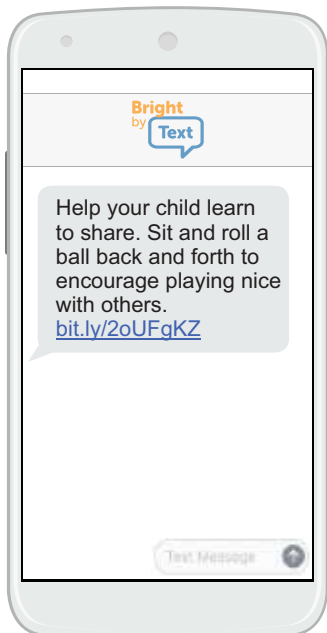 Bright
by Text
Help your child learn
to share. Sit and roll a
ball back and forth to
encourage playing nice
with others.
bit.ly/2oUFgKZ
Text Message